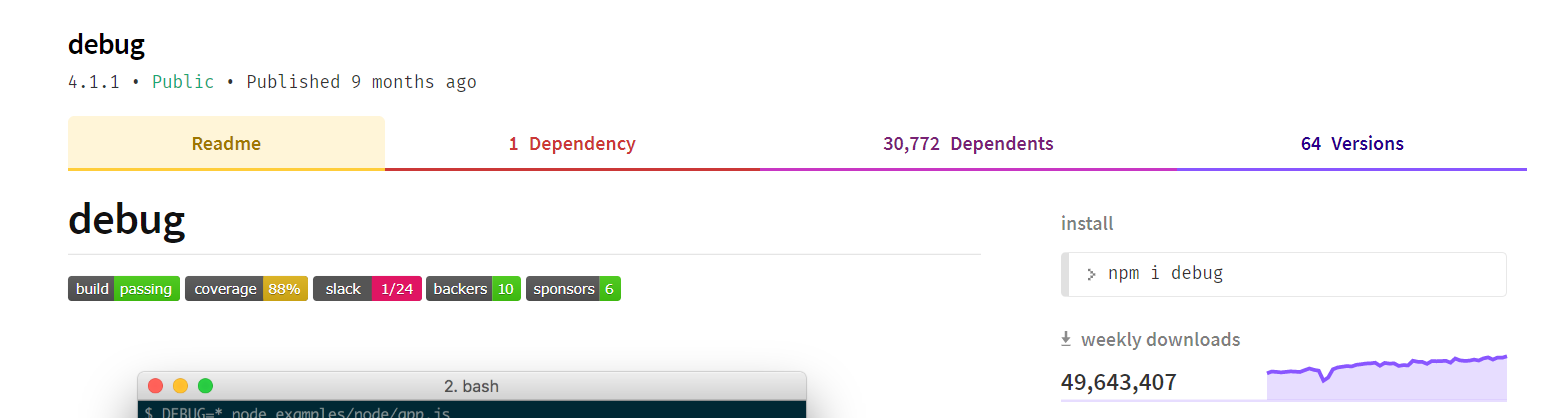 debug
4.1.1 • Public • Published 9 months ago
Readme
1 Dependency
30,772 Dependents
64 Versions
debug
build passing coverage 88% slack 1/24 backers 10 sponsors 6
install
> npm i debug
weekly downloads
49,643,407
2. bash
$ DEBUG=* node examples/node/app.js